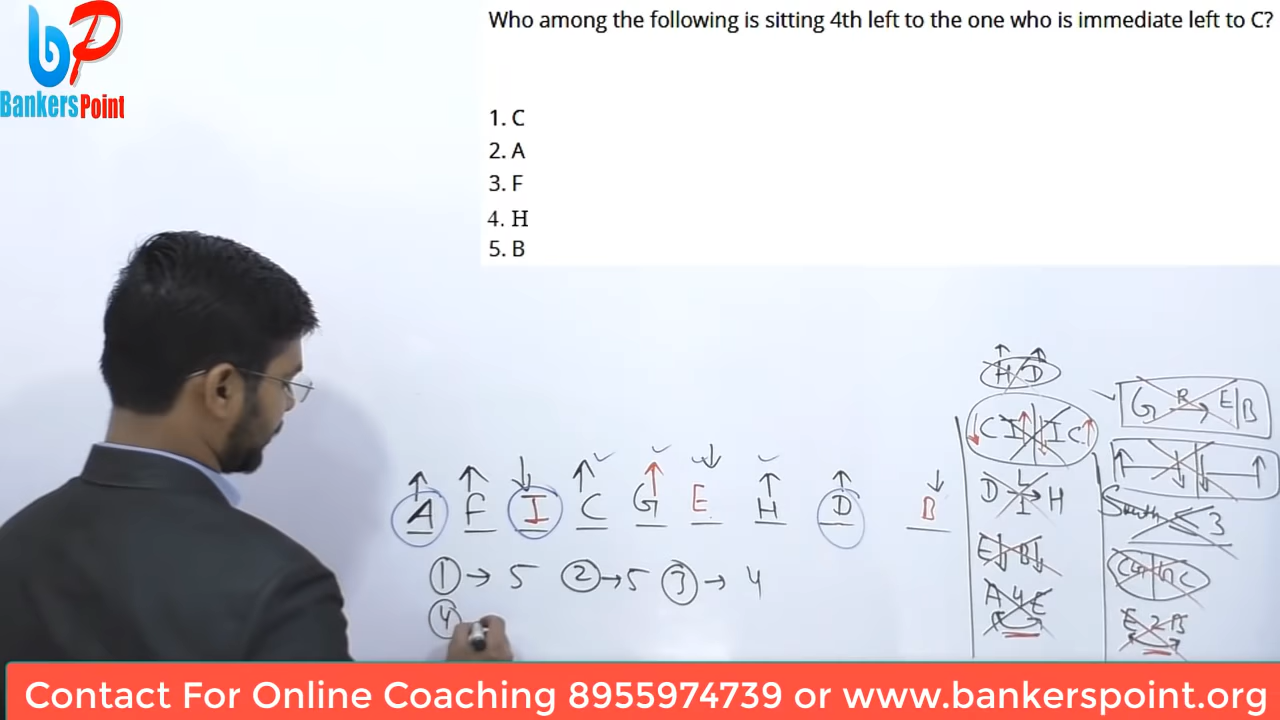 bp
BankersPoint
Who among the following is sitting 4th left to the one who is immediate left to C?
1. C
2. A
3. F
4. H
5. B
H D
G R → E|B
C I I C
A F I C G E H D B
D L I → H
South ≤ 3
E B
1 → 5 2 → 5 3 → 4
A 4 E
4
E 2 B
Contact For Online Coaching 8955974739 or www.bankerspoint.org